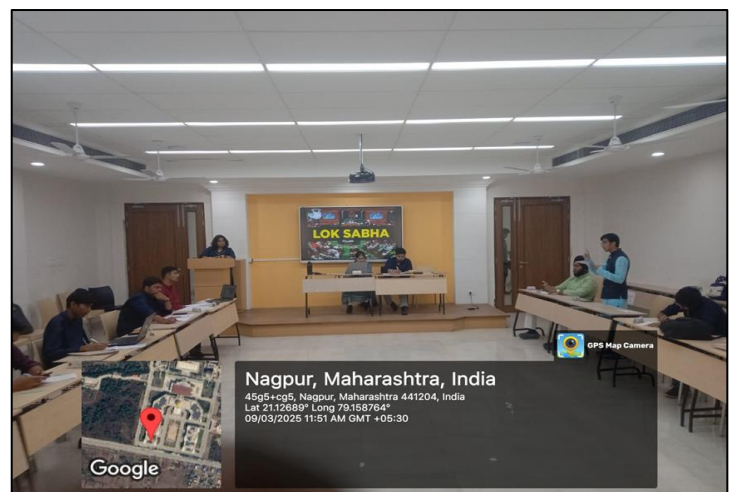 LOK SABHA
GPS Map Camera
Nagpur, Maharashtra, India
45g5+cg5, Nagpur, Maharashtra 441204, India
Lat 21.12689° Long 79.158764°
09/03/2025 11:51 AM GMT +05:30
Google